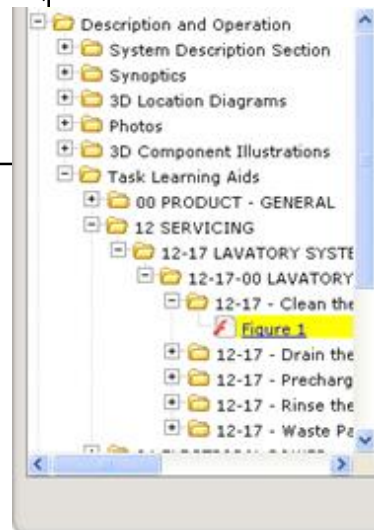 Description and Operation
System Description Section
Synoptics
3D Location Diagrams
Photos
3D Component Illustrations
Task Learning Aids
00 PRODUCT - GENERAL
12 SERVICING
12-17 LAVATORY SYSTE
12-17-00 LAVATORY
12-17 - Clean the
Figure 1
12-17 - Drain the
12-17 - Precharg
12-17 - Rinse the
12-17 - Waste Pa